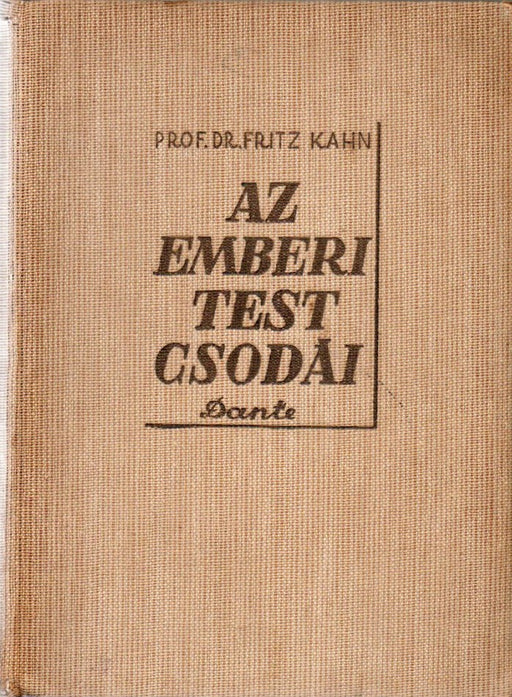 PROF. DR. FRITZ KAHN
AZ
EMBERI
TEST
CSODÁI
Dante